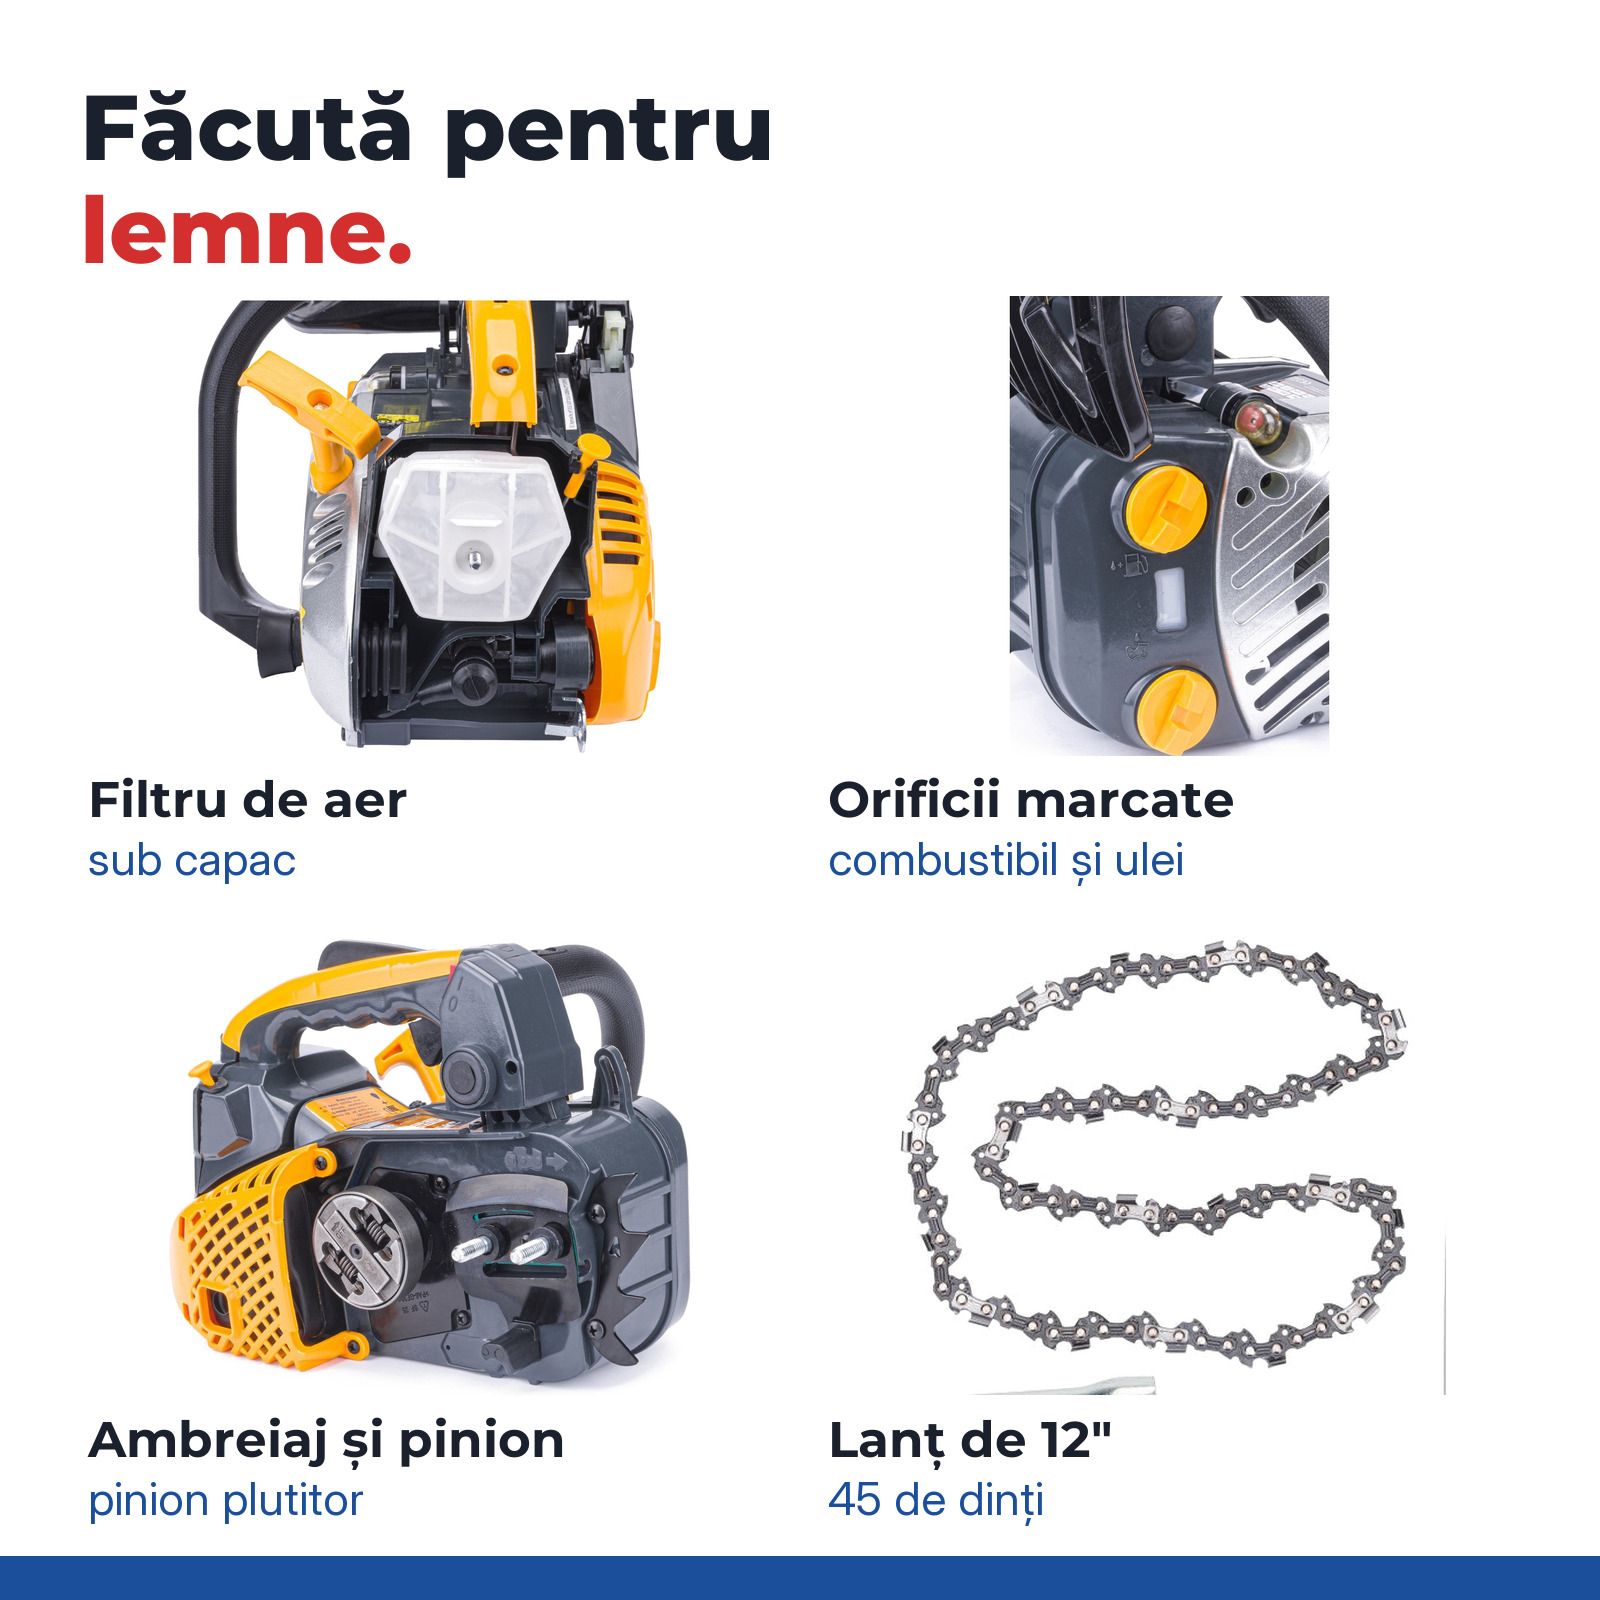 Făcută pentru
lemne.
Filtru de aer
sub capac
Orificii marcate
combustibil și ulei
Ambreiaj și pinion
pinion plutitor
Lanț de 12"
45 de dinți